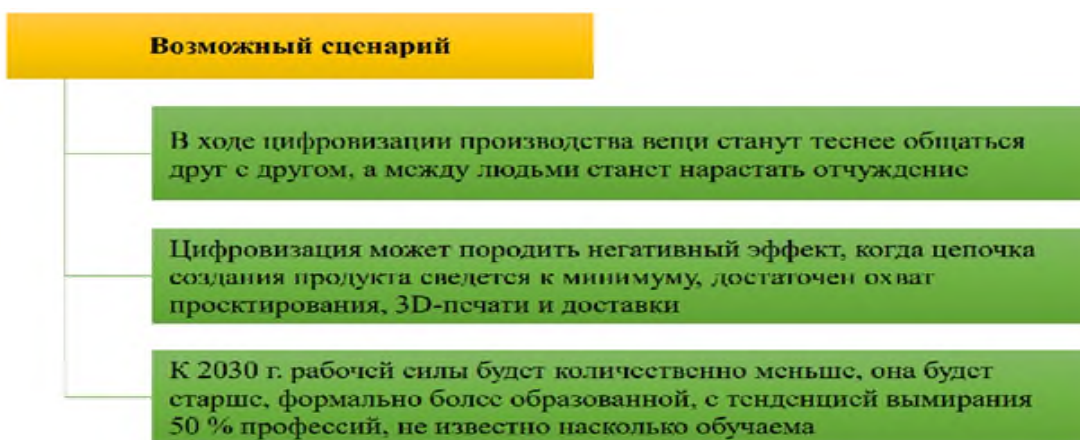 Возможный сценарий
В ходе цифровизации производства вещи станут теснее общаться
друг с другом, а между людьми станет нарастать отчуждение
Цифровизация может породить негативный эффект, когда цепочка
создания продукта сведется к минимуму, достаточен охват
проектирования, 3D-печати и доставки
К 2030 г. рабочей силы будет количественно меньше, она будет
старше, формально более образованной, с тенденцией вымирания
50 % профессий, не известно насколько обучаема